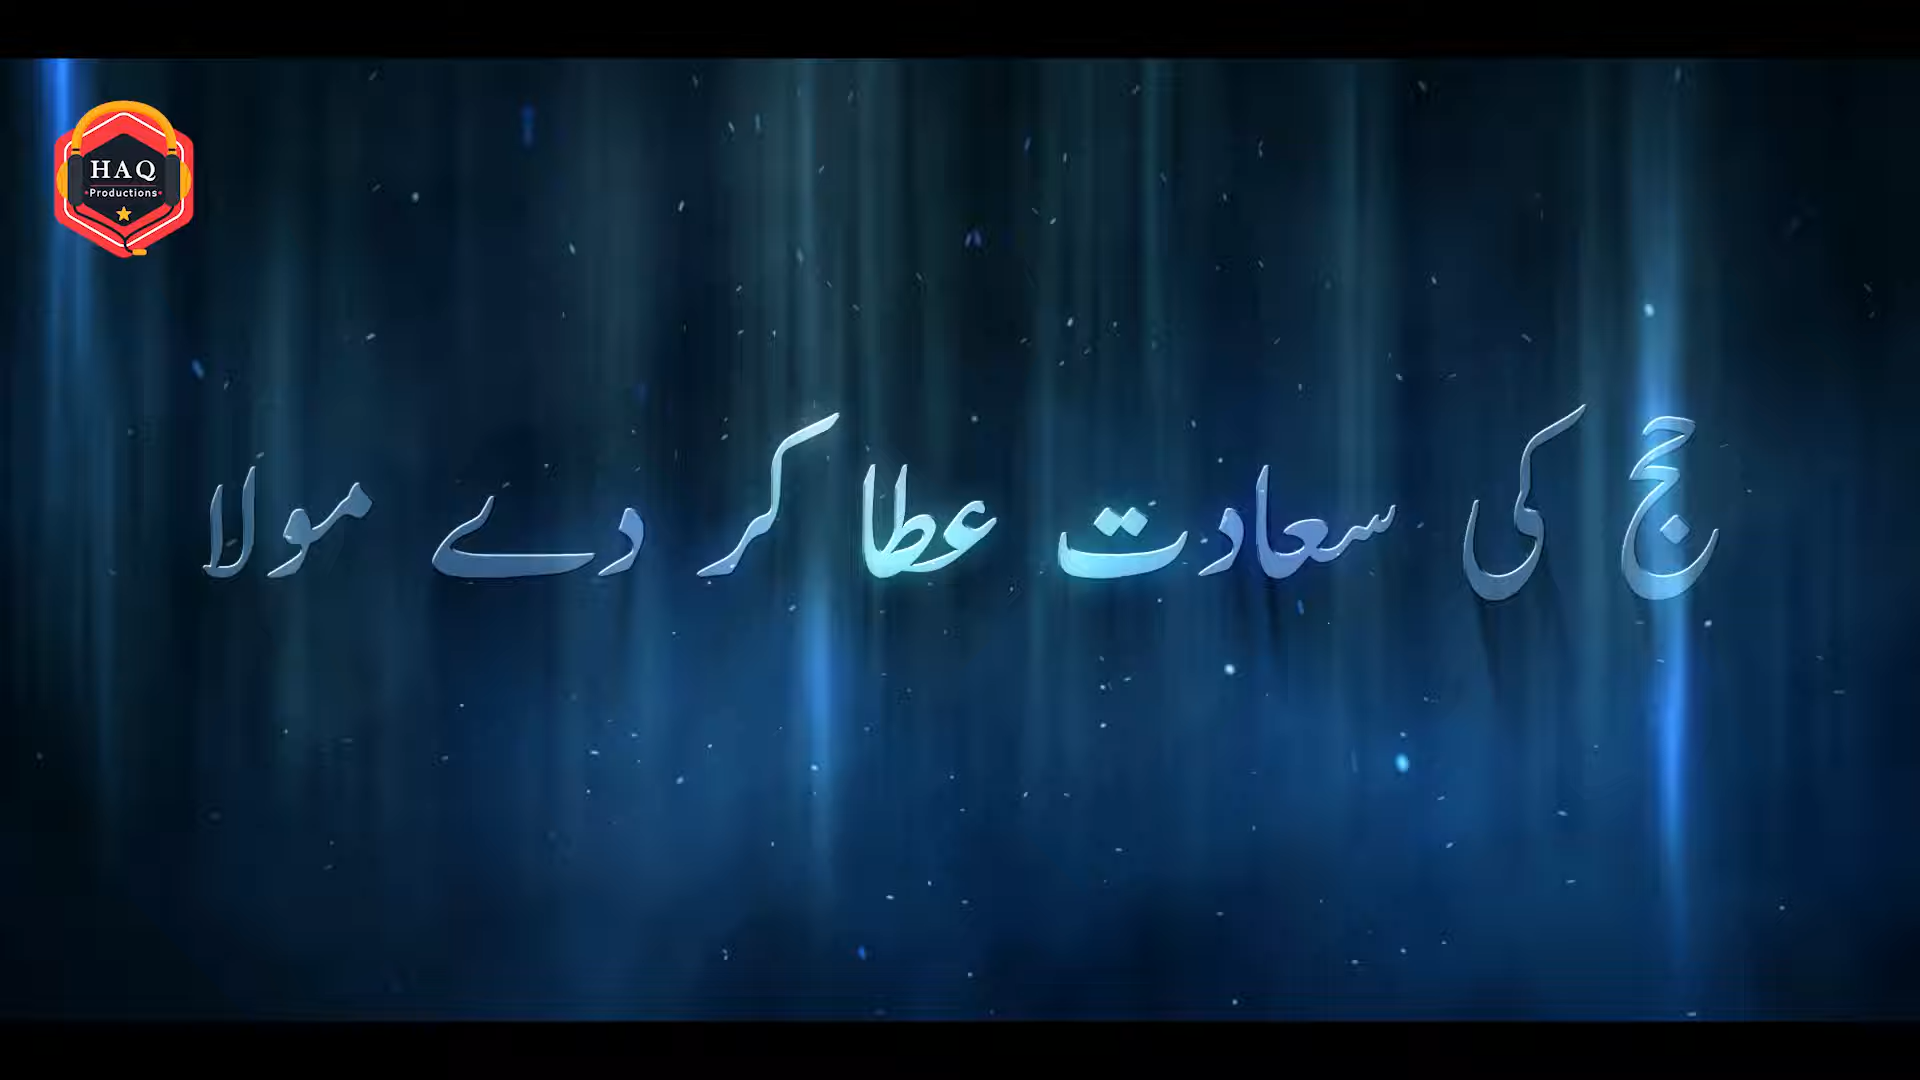 HAQ
Productions
حج کی سعادت عطا کر دے مولا